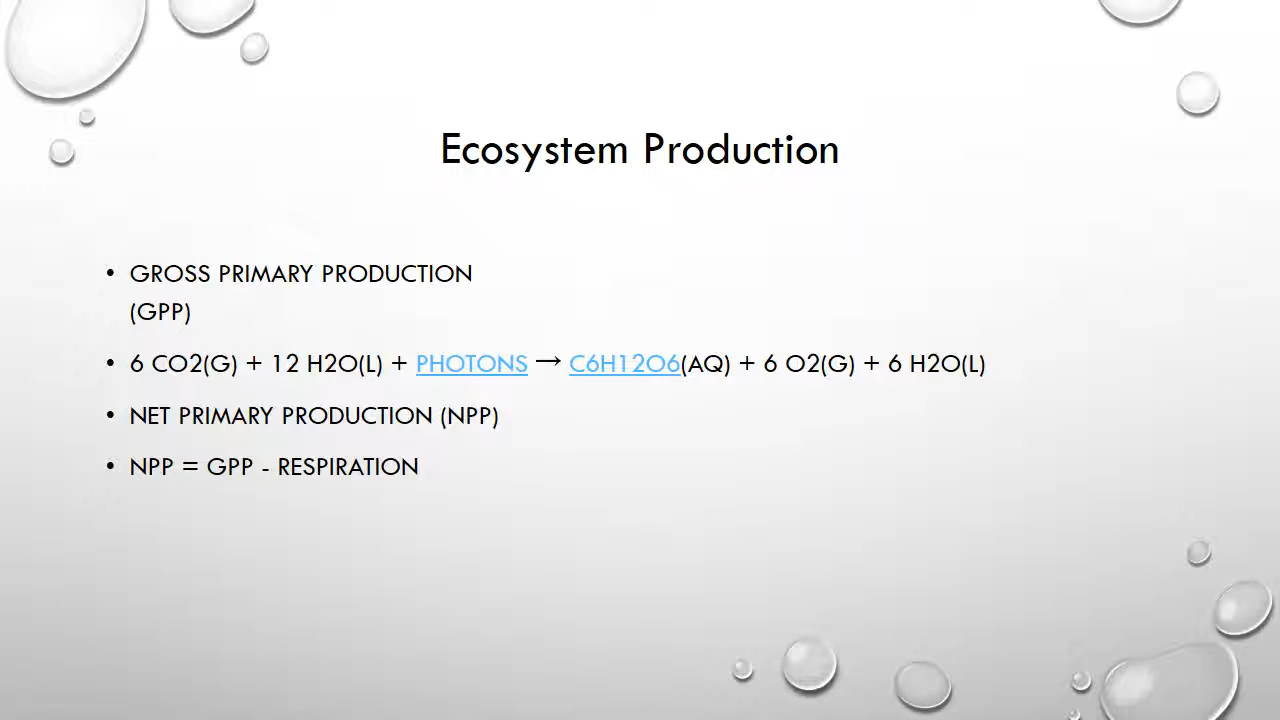 Ecosystem Production
• GROSS PRIMARY PRODUCTION
(GPP)
• 6 CO2(G) + 12 H2O(L) + PHOTONS → C6H12O6(AQ) + 6 O2(G) + 6 H2O(L)
• NET PRIMARY PRODUCTION (NPP)
• NPP = GPP - RESPIRATION